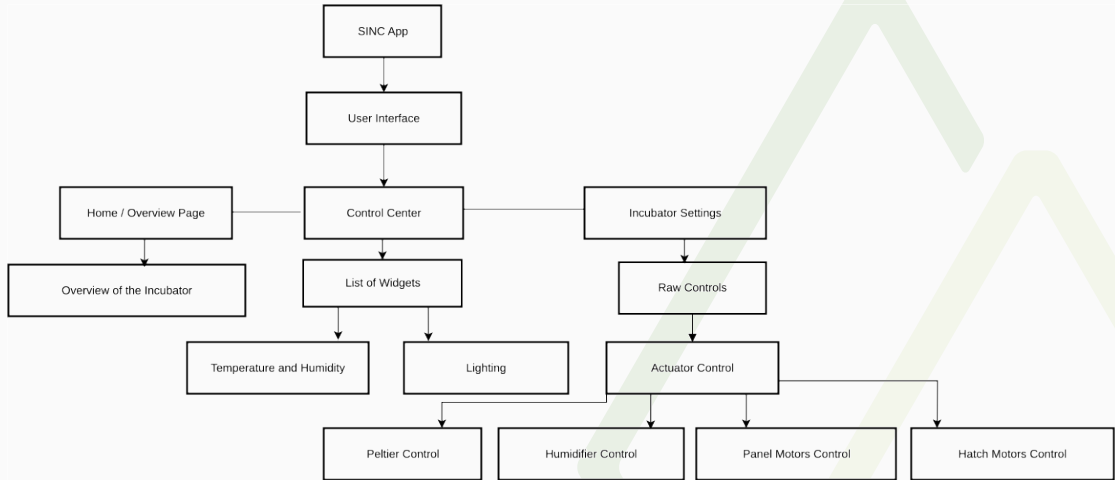 SINC App
User Interface
Home / Overview Page
Control Center
Incubator Settings
Overview of the Incubator
List of Widgets
Raw Controls
Temperature and Humidity
Lighting
Actuator Control
Peltier Control
Humidifier Control
Panel Motors Control
Hatch Motors Control